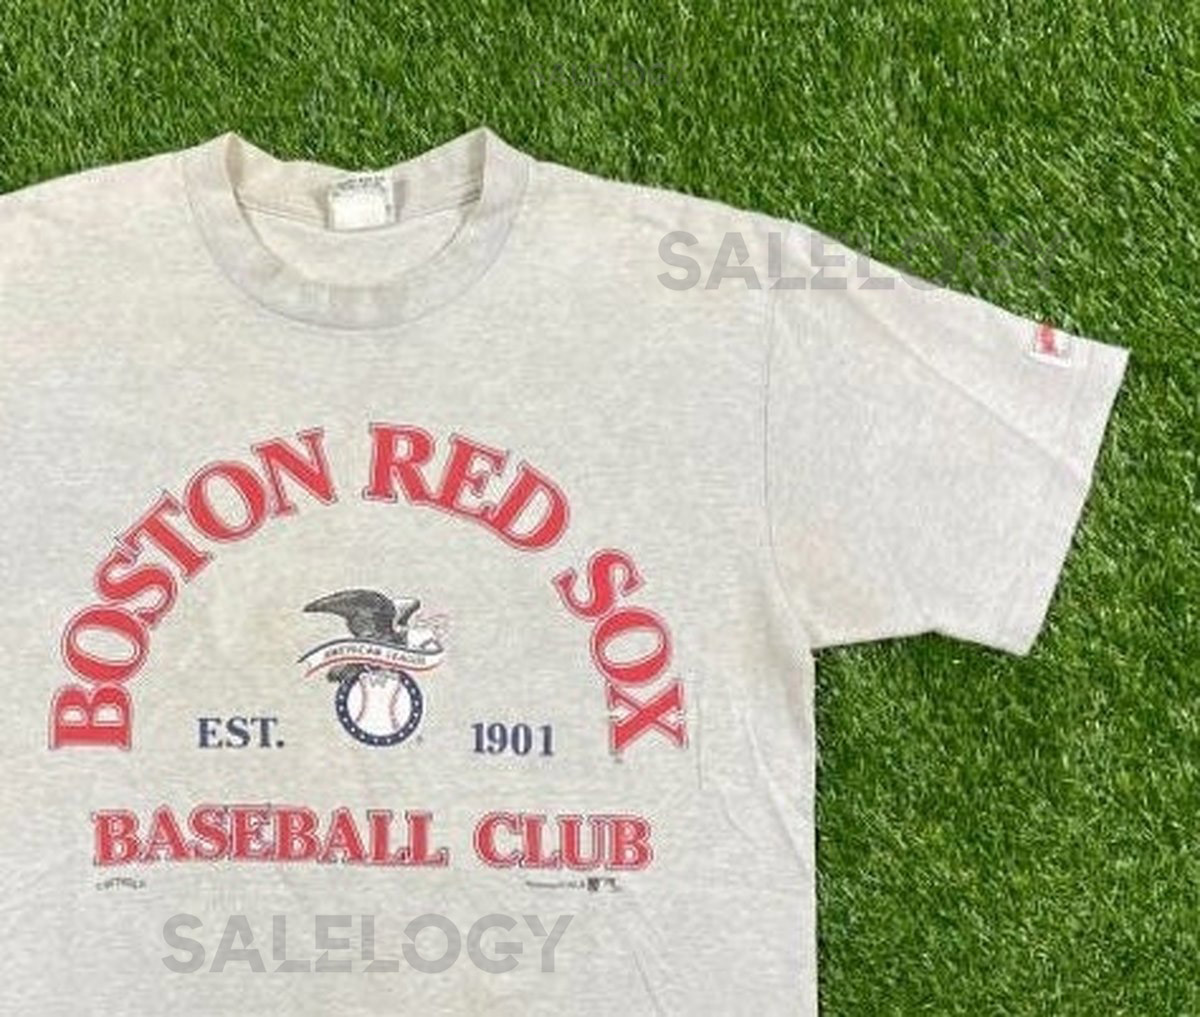 SALELOGY
BOSTON RED SOX
AMERICAN LEAGUE
EST. 1901
BASEBALL CLUB
SALELOGY